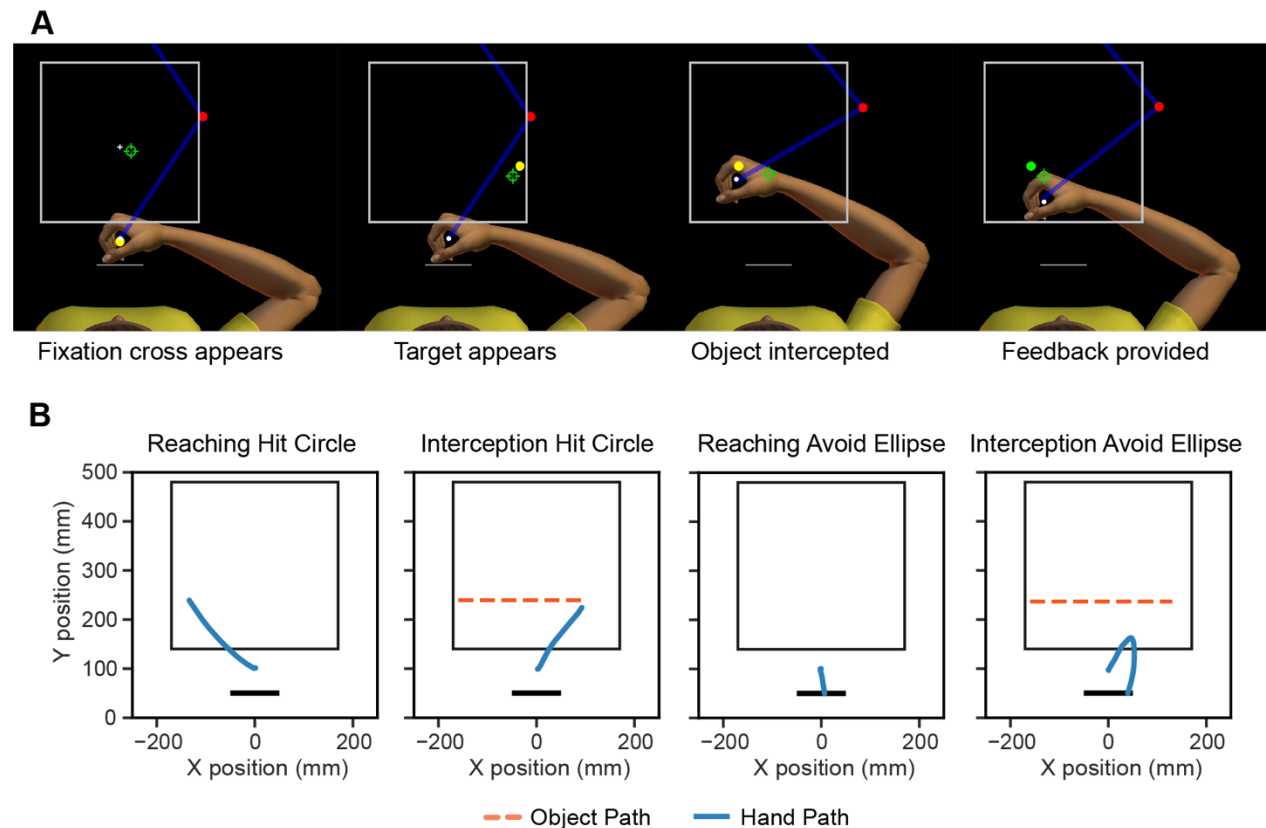 A
Fixation cross appears
Target appears
Object intercepted
Feedback provided
B
Reaching Hit Circle
Interception Hit Circle
Reaching Avoid Ellipse
Interception Avoid Ellipse
500
400
300
200
100
0
Y position (mm)
−200 0 200
−200 0 200
−200 0 200
−200 0 200
X position (mm)
X position (mm)
X position (mm)
X position (mm)
Object Path
Hand Path